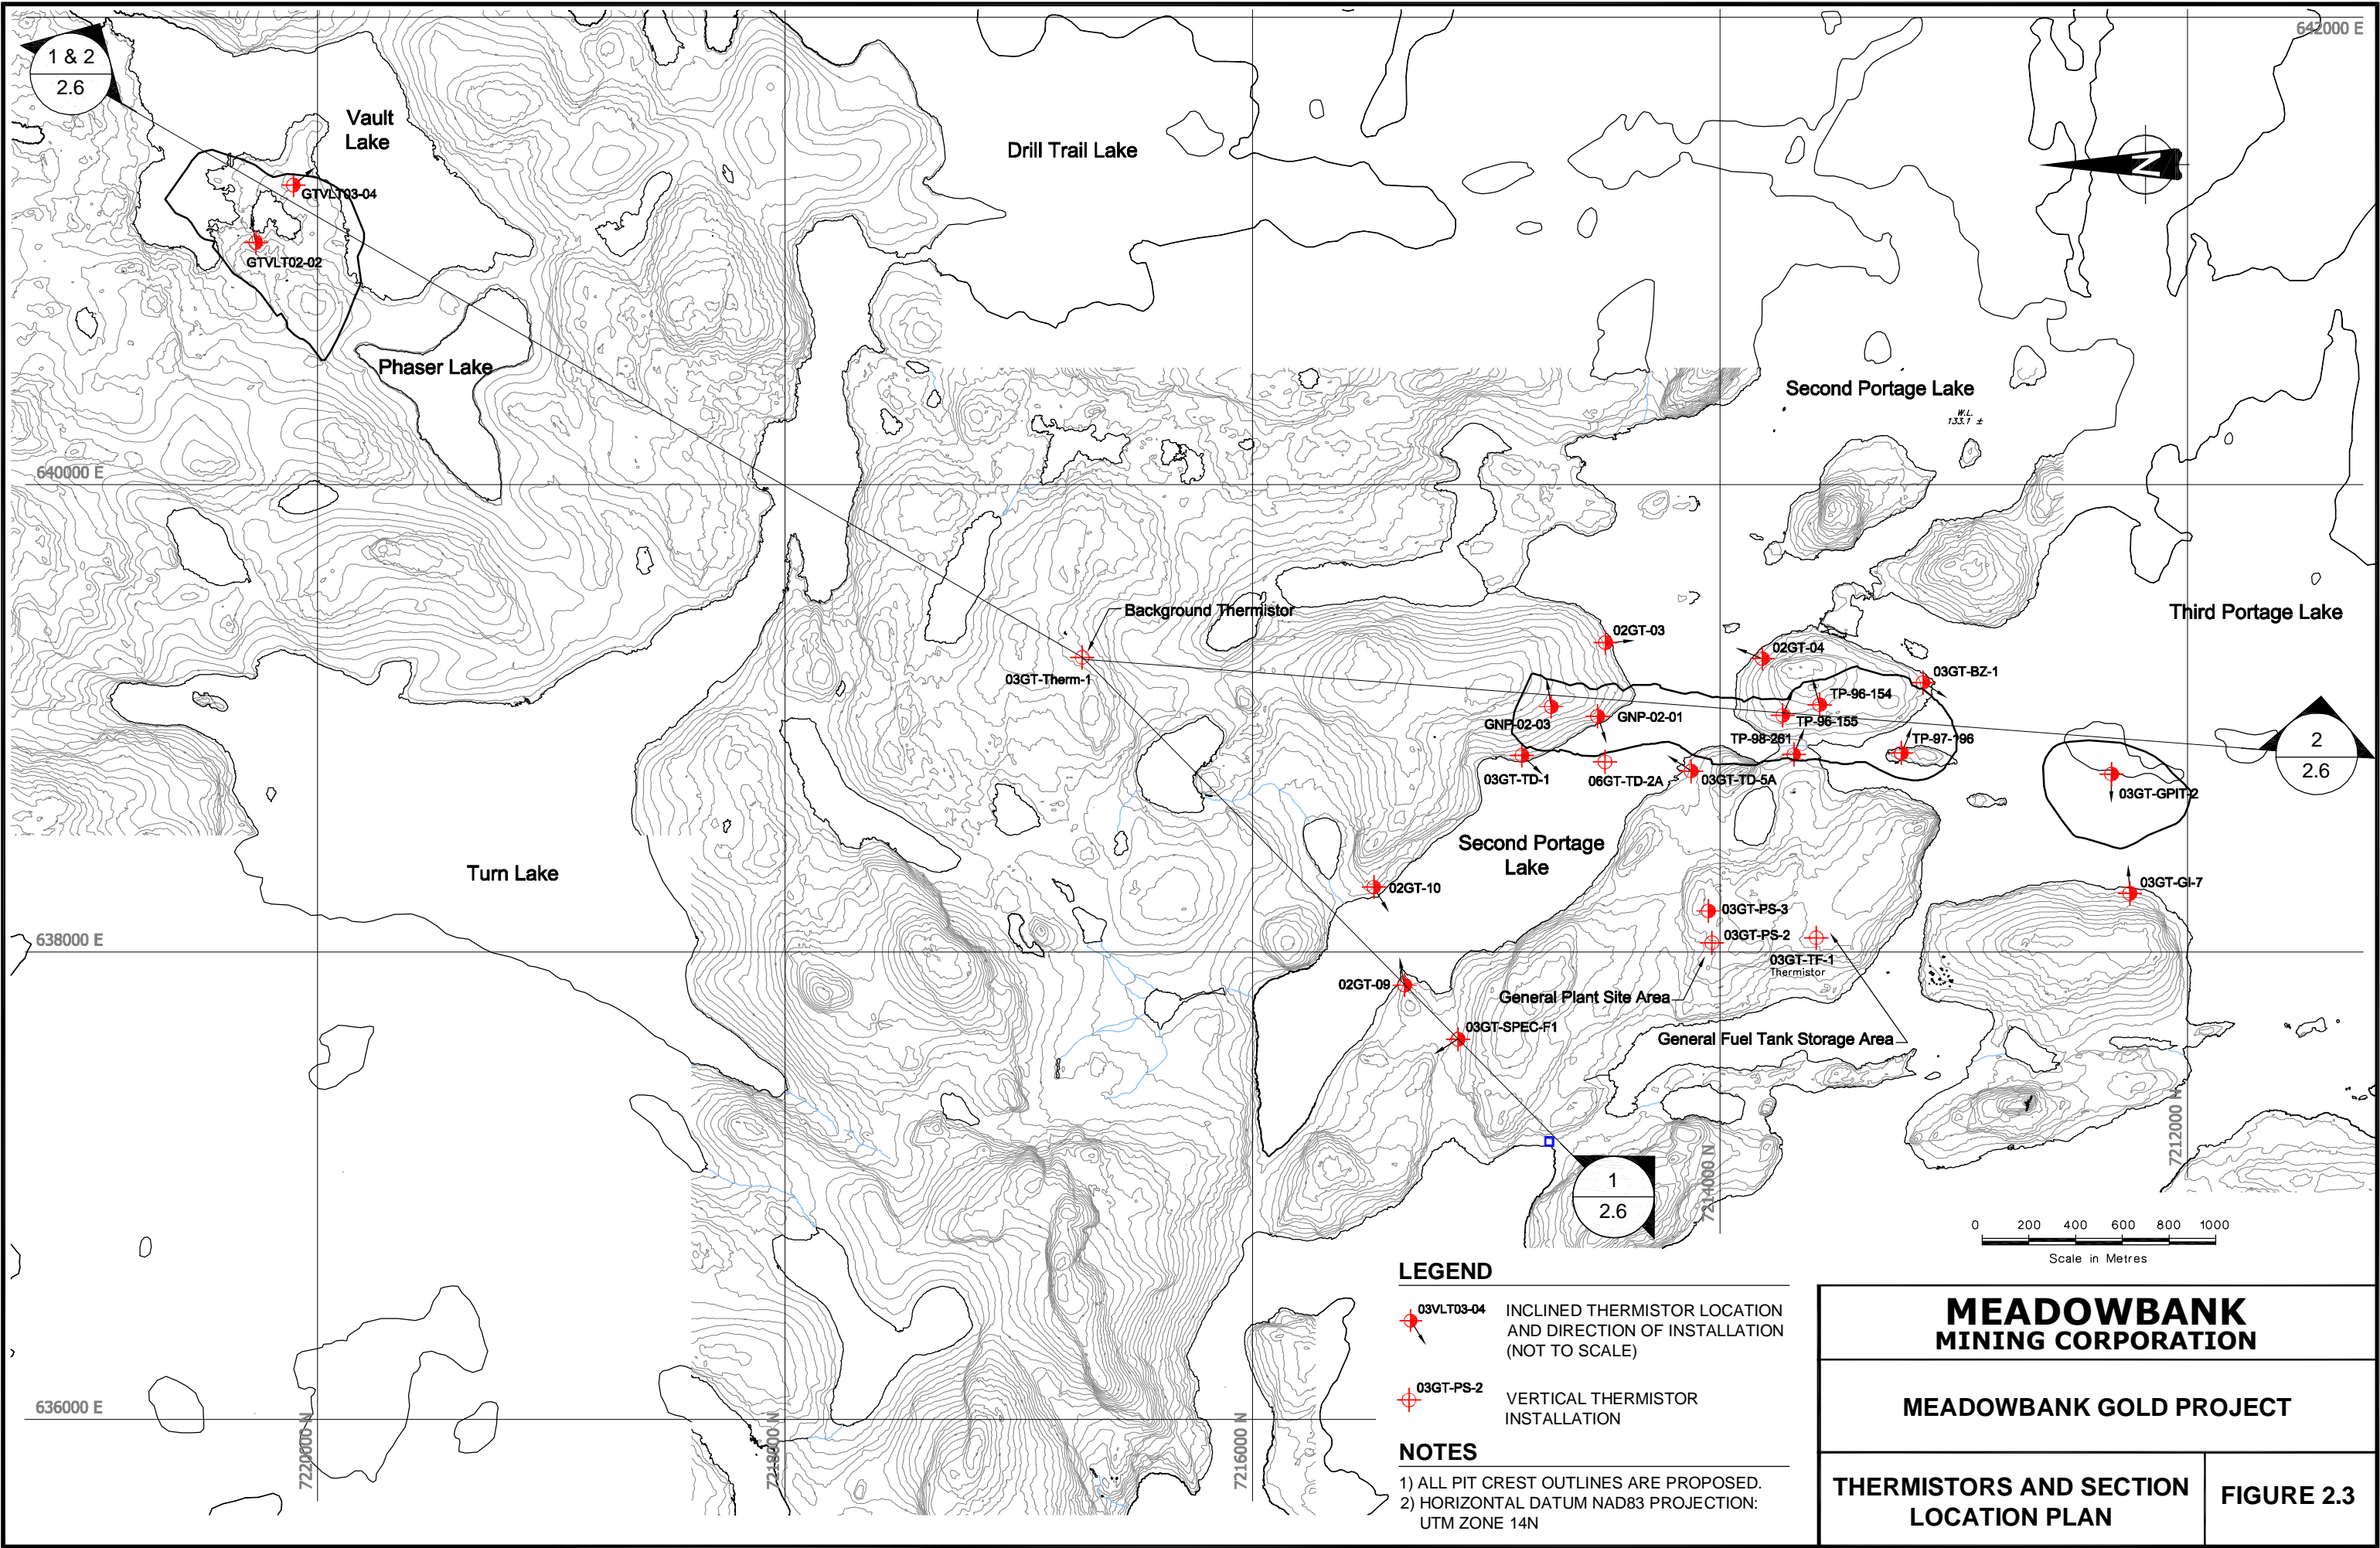 642000 E
1 & 2
2.6
Vault
Lake
Drill Trail Lake
N
GTVLT03-04
GTVLT02-02
Phaser Lake
Second Portage Lake
W.L.
133.1 ±
640000 E
Background Thermistor
Third Portage Lake
02GT-03
02GT-04
03GT-Therm-1
03GT-BZ-1
TP-96-154
GNP-02-03
GNP-02-01
TP-96-155
TP-98-261
TP-97-196
2
2.6
03GT-TD-1
06GT-TD-2A
03GT-TD-5A
03GT-GPIT-2
Second Portage
Lake
Turn Lake
02GT-10
03GT-GI-7
03GT-PS-3
638000 E
03GT-PS-2
03GT-TF-1
Thermistor
02GT-09
General Plant Site Area
03GT-SPEC-F1
General Fuel Tank Storage Area
1
2.6
7214000 N
7212000 N
0 200 400 600 800 1000
Scale in Metres
636000 E
7220000 N
7218000 N
7216000 N
LEGEND
03VLT03-04
INCLINED THERMISTOR LOCATION
AND DIRECTION OF INSTALLATION
(NOT TO SCALE)
03GT-PS-2
VERTICAL THERMISTOR
INSTALLATION
NOTES
1) ALL PIT CREST OUTLINES ARE PROPOSED.
2) HORIZONTAL DATUM NAD83 PROJECTION:
UTM ZONE 14N
MEADOWBANK
MINING CORPORATION
MEADOWBANK GOLD PROJECT
THERMISTORS AND SECTION
LOCATION PLAN
FIGURE 2.3